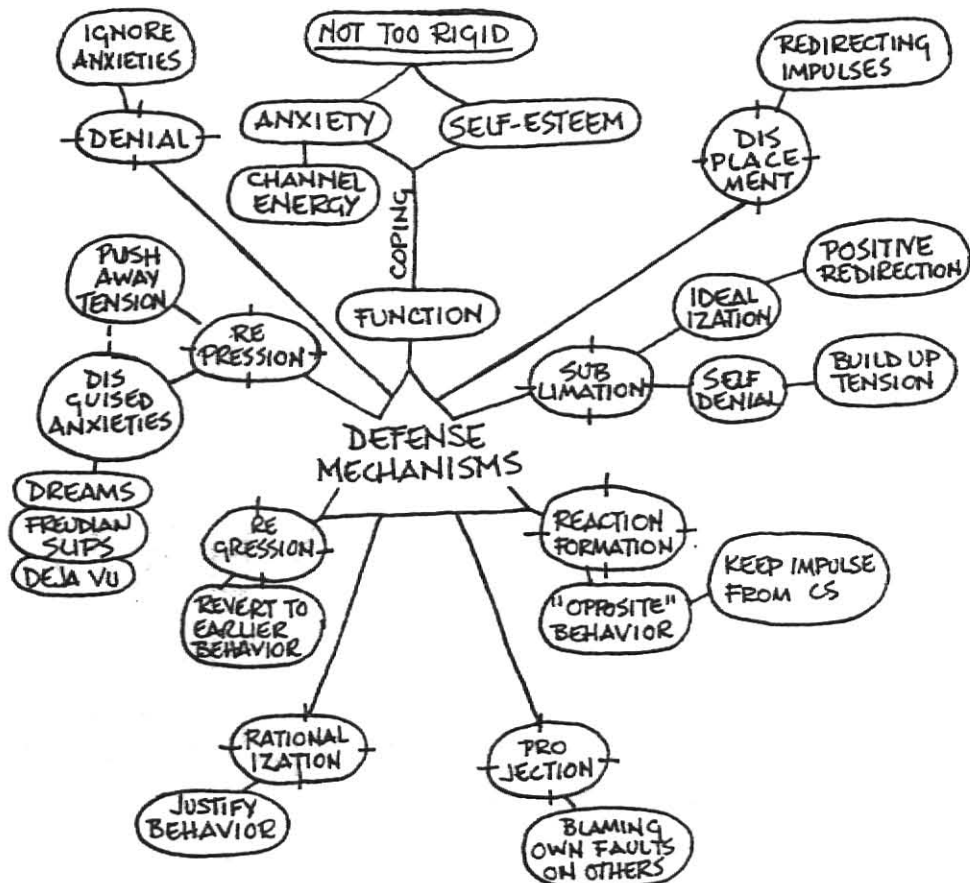 IGNORE
ANXIETIES
DENIAL
NOT TOO RIGID
ANXIETY
SELF-ESTEEM
CHANNEL
ENERGY
COPING
FUNCTION
REDIRECTING
IMPULSES
DIS
PLACE
MENT
PUSH
AWAY
TENSION
RE
PRESSION
DIS
GUISED
ANXIETIES
DREAMS
FREUDIAN
SLIPS
DEJA VU
POSITIVE
REDIRECTION
IDEAL
IZATION
SUB
LIMATION
SELF
DENIAL
BUILD UP
TENSION
DEFENSE
MECHANISMS
RE
GRESSION
REVERT TO
EARLIER
BEHAVIOR
REACTION
FORMATION
"OPPOSITE"
BEHAVIOR
KEEP IMPULSE
FROM CS
RATIONAL
IZATION
JUSTIFY
BEHAVIOR
PRO
JECTION
BLAMING
OWN FAULTS
ON OTHERS